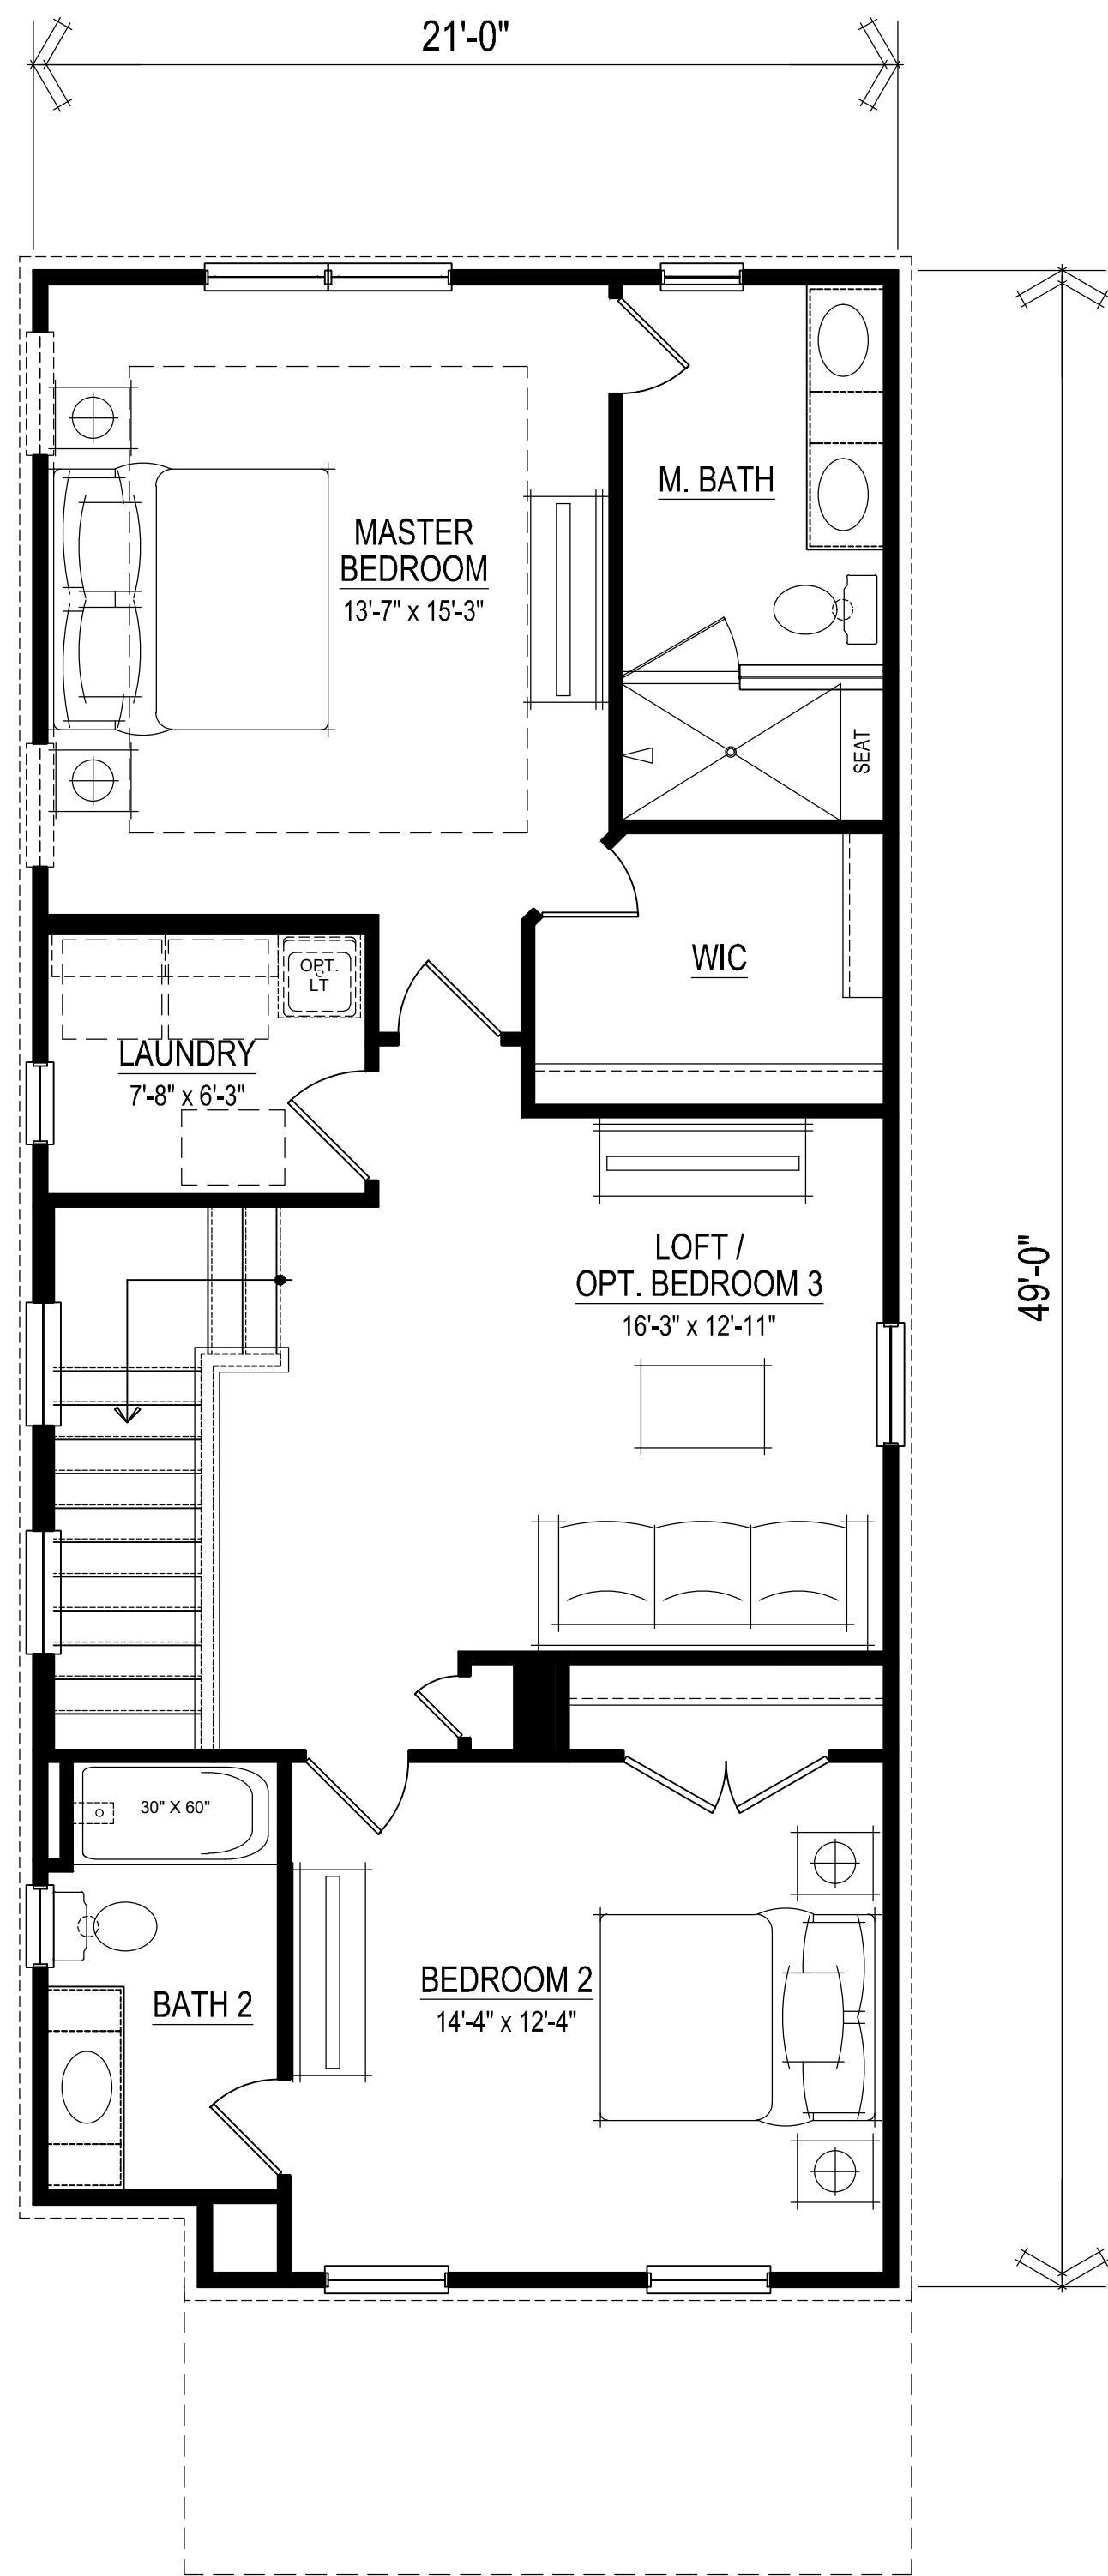 21'-0"
M. BATH
MASTER
BEDROOM
13'-7" x 15'-3"
SEAT
WIC
OPT.
LT
LAUNDRY
7'-8" x 6'-3"
LOFT /
OPT. BEDROOM 3
16'-3" x 12'-11"
49'-0"
30" X 60"
BEDROOM 2
14'-4" x 12'-4"
BATH 2